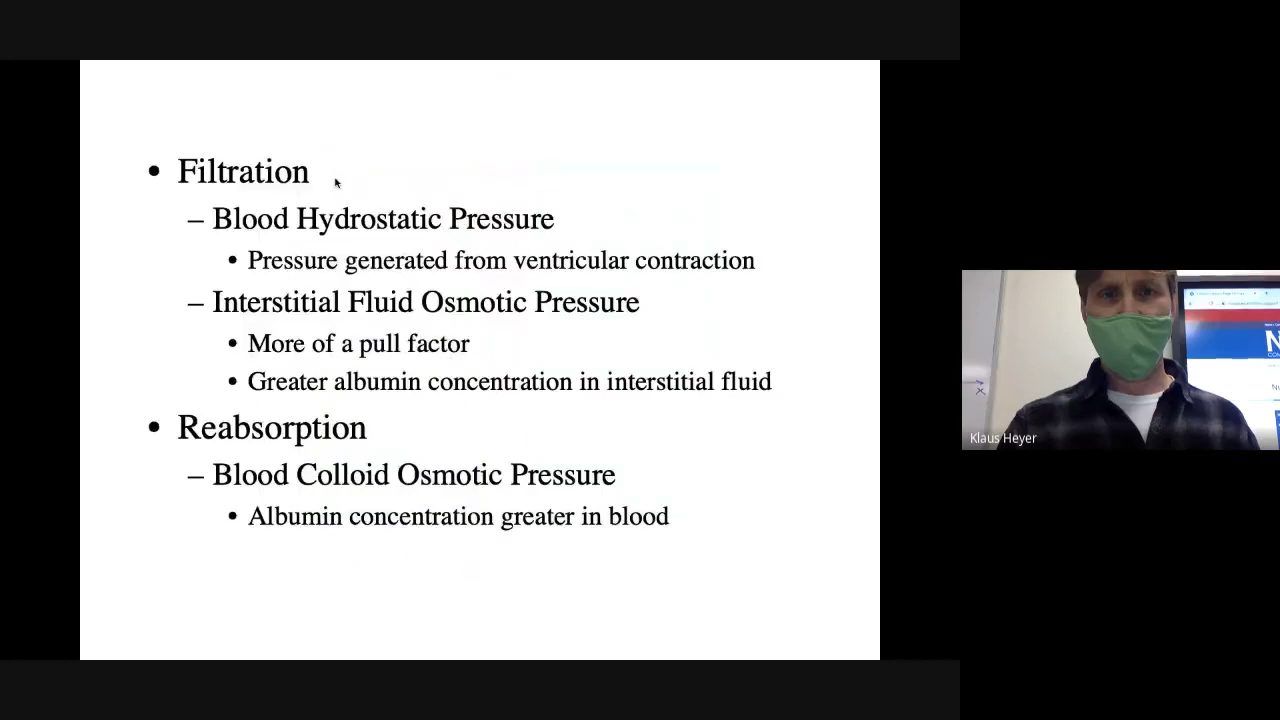 • Filtration
– Blood Hydrostatic Pressure
• Pressure generated from ventricular contraction
– Interstitial Fluid Osmotic Pressure
• More of a pull factor
• Greater albumin concentration in interstitial fluid
• Reabsorption
– Blood Colloid Osmotic Pressure
• Albumin concentration greater in blood
Klaus Heyer